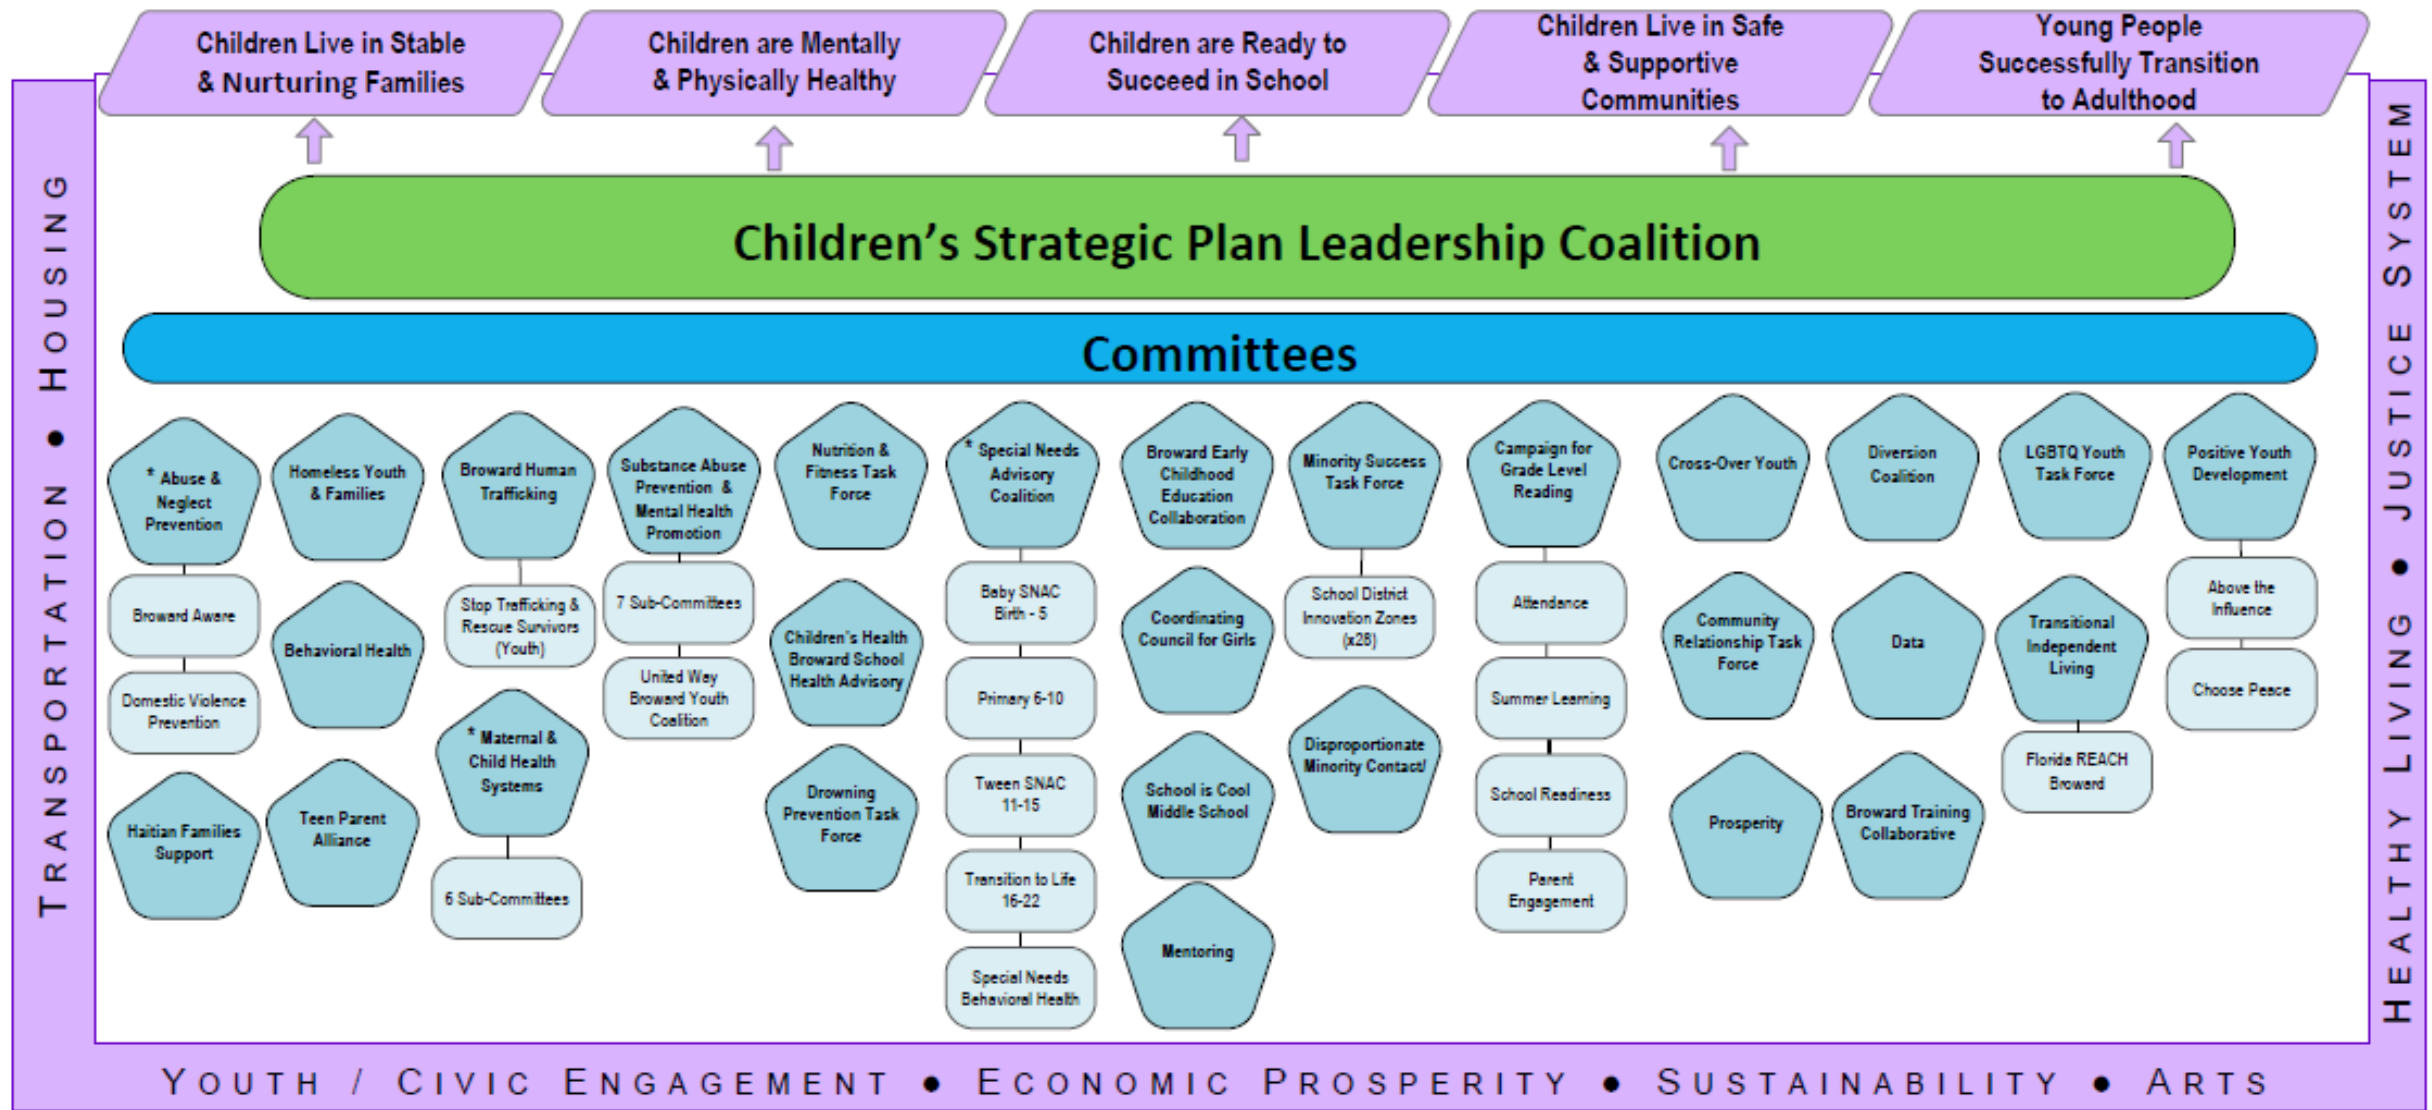 Children Live in Stable
& Nurturing Families
Children are Mentally
& Physically Healthy
Children are Ready to
Succeed in School
Children Live in Safe
& Supportive
Communities
Young People
Successfully Transition
to Adulthood
Children's Strategic Plan Leadership Coalition
Committees
* Abuse &
Neglect
Prevention
Broward Aware
Domestic Violence
Prevention
Haitian Families
Support
Homeless Youth
& Families
Behavioral Health
Teen Parent
Alliance
Broward Human
Trafficking
Stop Trafficking &
Rescue Survivors
(Youth)
* Maternal &
Child Health
Systems
6 Sub-Committees
Substance Abuse
Prevention &
Mental Health
Promotion
7 Sub-Committees
United Way
Broward Youth
Coalition
Nutrition &
Fitness Task
Force
Children's Health
Broward School
Health Advisory
Drowning
Prevention Task
Force
* Special Needs
Advisory
Coalition
Baby SNAC
Birth - 5
Primary 6-10
Tween SNAC
11-15
Transition to Life
16-22
Special Needs
Behavioral Health
Broward Early
Childhood
Education
Collaboration
Coordinating
Council for Girls
School is Cool
Middle School
Mentoring
Minority Success
Task Force
School District
Innovation Zones
(x28)
Disproportionate
Minority Contact/
Campaign for
Grade Level
Reading
Attendance
Summer Learning
School Readiness
Parent
Engagement
Cross-Over Youth
Community
Relationship Task
Force
Prosperity
Diversion
Coalition
Data
Broward Training
Collaborative
LGBTQ Youth
Task Force
Transitional
Independent
Living
Florida REACH
Broward
Positive Youth
Development
Above the
Influence
Choose Peace
TRANSPORTATION ● HOUSING
HEALTHY LIVING ● JUSTICE SYSTEM
YOUTH / CIVIC ENGAGEMENT ● ECONOMIC PROSPERITY ● SUSTAINABILITY ● ARTS